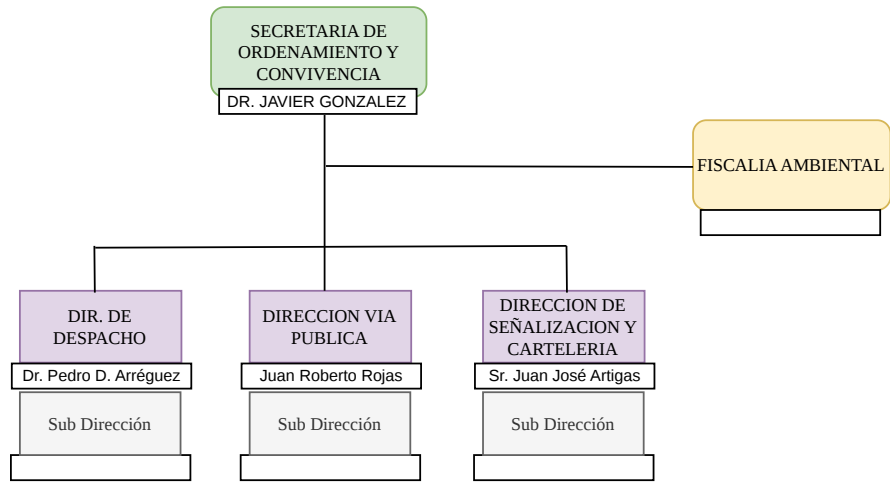 SECRETARIA DE
ORDENAMIENTO Y
CONVIVENCIA
DR. JAVIER GONZALEZ
FISCALIA AMBIENTAL
DIR. DE
DESPACHO
Dr. Pedro D. Arréguez
Sub Dirección
DIRECCION VIA
PUBLICA
Juan Roberto Rojas
Sub Dirección
DIRECCION DE
SEÑALIZACION Y
CARTELERIA
Sr. Juan José Artigas
Sub Dirección